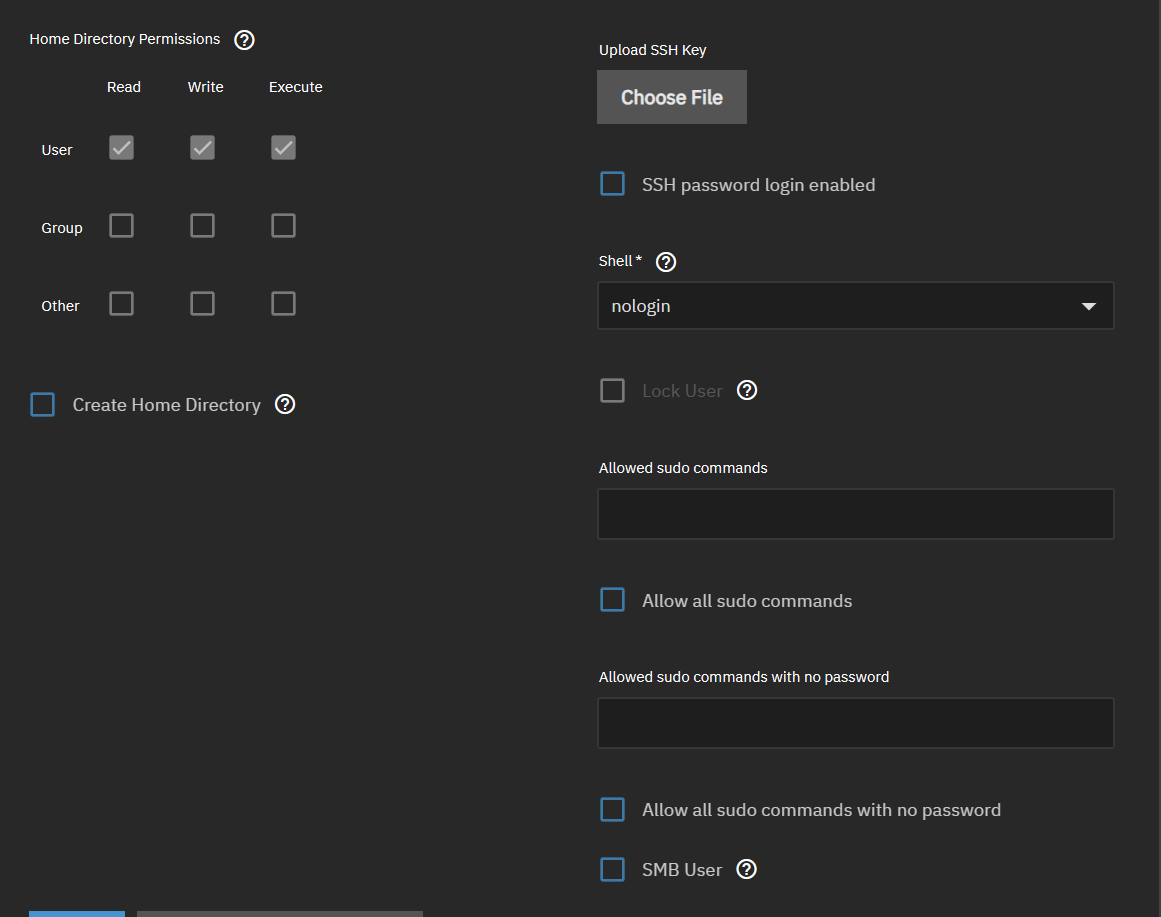 Home Directory Permissions
Read Write Execute
User
Group
Other
Create Home Directory
Upload SSH Key
Choose File
SSH password login enabled
Shell *
nologin
Lock User
Allowed sudo commands
Allow all sudo commands
Allowed sudo commands with no password
Allow all sudo commands with no password
SMB User